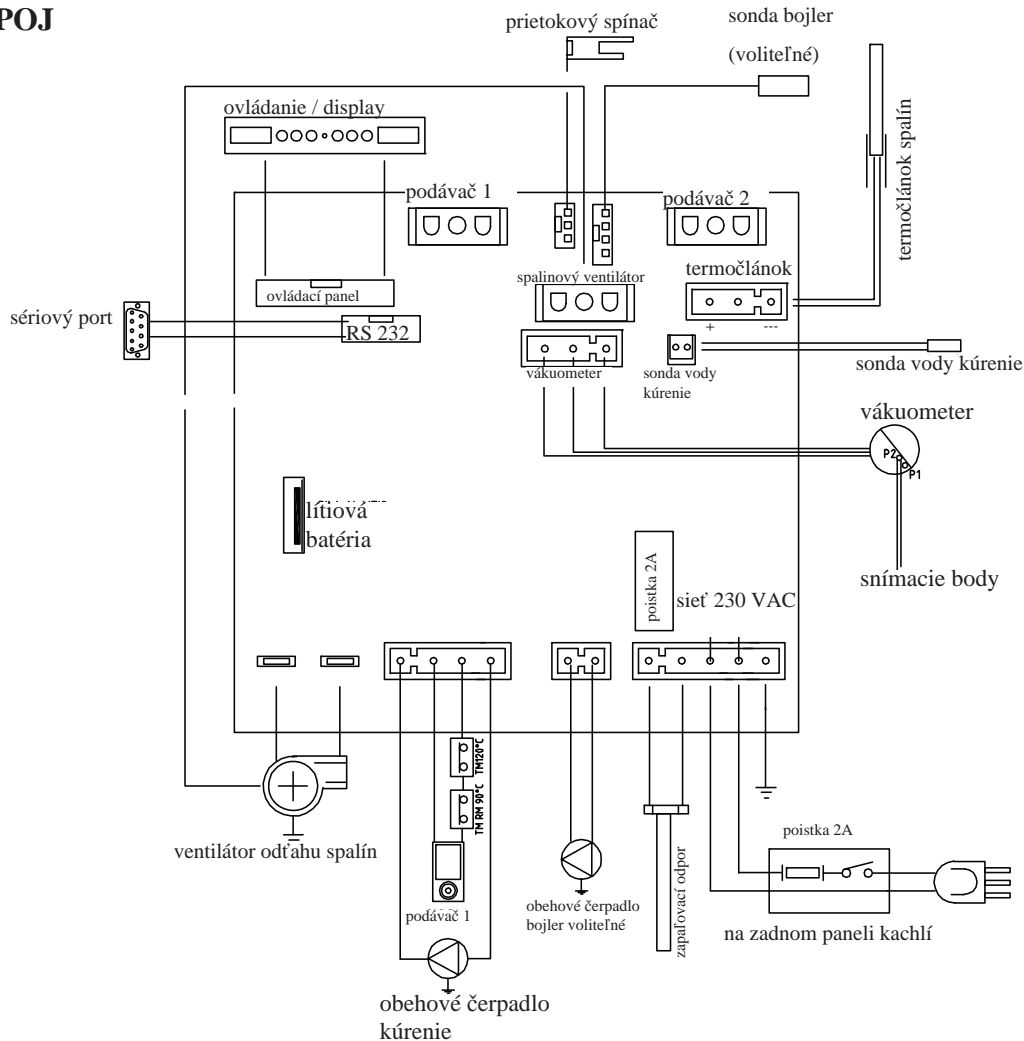 POJ
prietokový spínač
sonda bojler
(voliteľné)
ovládanie / display
termočlánok spalín
podávač 1
podávač 2
spalinový ventilátor
termočlánok
ovládací panel
+
---
sériový port
RS 232
vákuometer
sonda vody
kúrenie
sonda vody kúrenie
vákuometer
P2
P1
lítiová
batéria
snímacie body
poistka 2A
sieť 230 VAC
TM120°C
TM RM 90°C
ventilátor odťahu spalín
podávač 1
obehové čerpadlo
bojler voliteľné
zapaľovací odpor
poistka 2A
na zadnom paneli kachlí
obehové čerpadlo
kúrenie